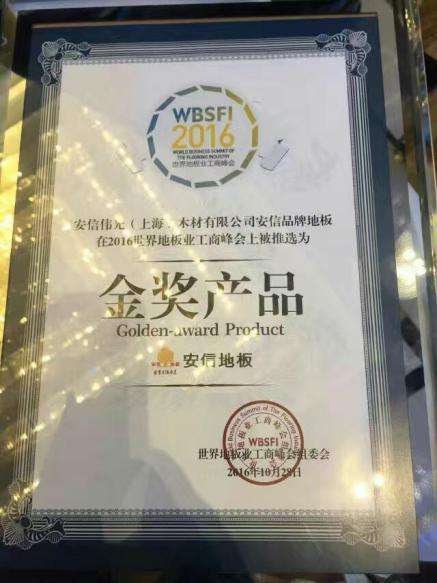 WBSFI
2016
WORLD BUSINESS SUMMIT OF
THE FLOORING INDUSTRY
世界地板业工商峰会
安信伟光（上海）木材有限公司安信品牌地板
在2016世界地板业工商峰会上被推选为
金奖产品
Golden-award Product
安信地板
WBSFI
世界地板业工商峰会组委会
2016年10月28日